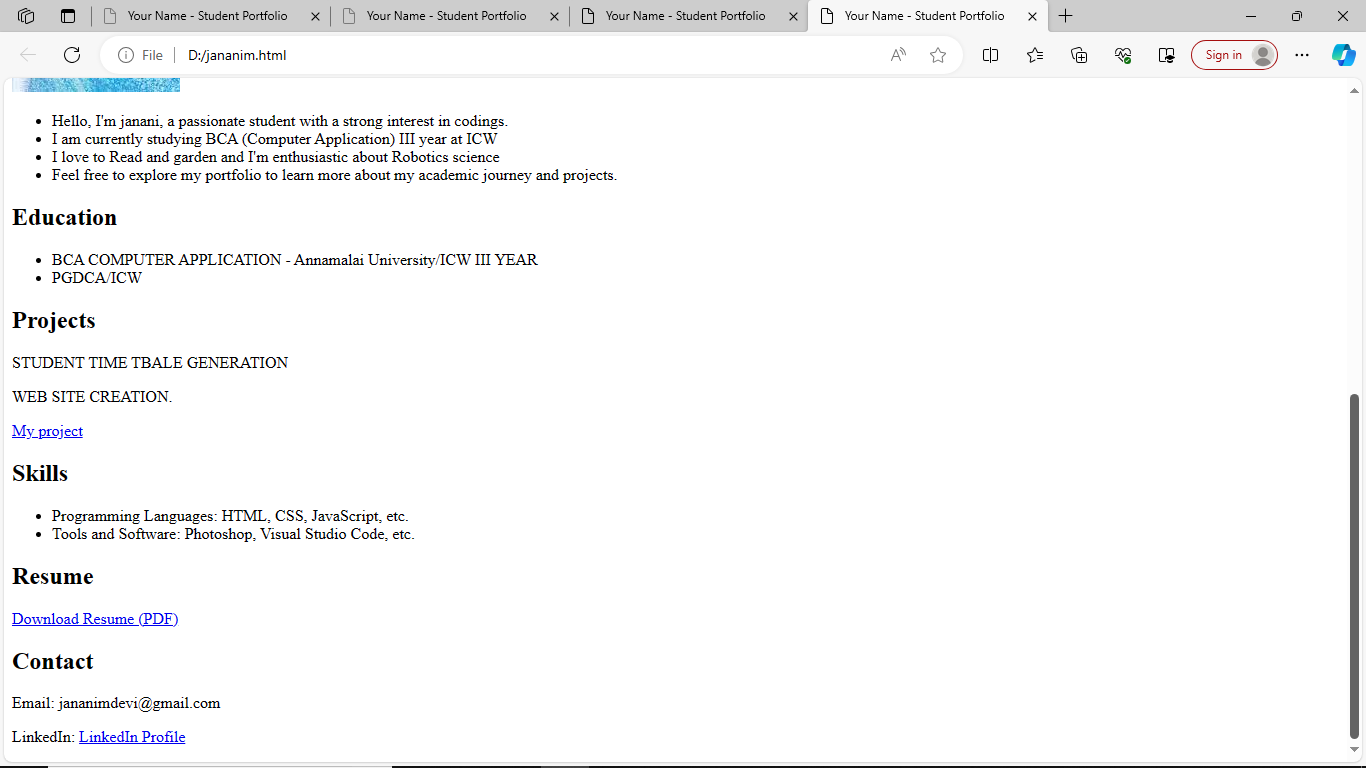 Your Name - Student Portfolio
Your Name - Student Portfolio
Your Name - Student Portfolio
Your Name - Student Portfolio
File
D:/jananim.html
Sign in
Hello, I'm janani, a passionate student with a strong interest in codings.
I am currently studying BCA (Computer Application) III year at ICW
I love to Read and garden and I'm enthusiastic about Robotics science
Feel free to explore my portfolio to learn more about my academic journey and projects.
Education
BCA COMPUTER APPLICATION - Annamalai University/ICW III YEAR
PGDCA/ICW
Projects
STUDENT TIME TBALE GENERATION
WEB SITE CREATION.
My project
Skills
Programming Languages: HTML, CSS, JavaScript, etc.
Tools and Software: Photoshop, Visual Studio Code, etc.
Resume
Download Resume (PDF)
Contact
Email: jananimdevi@gmail.com
LinkedIn: LinkedIn Profile